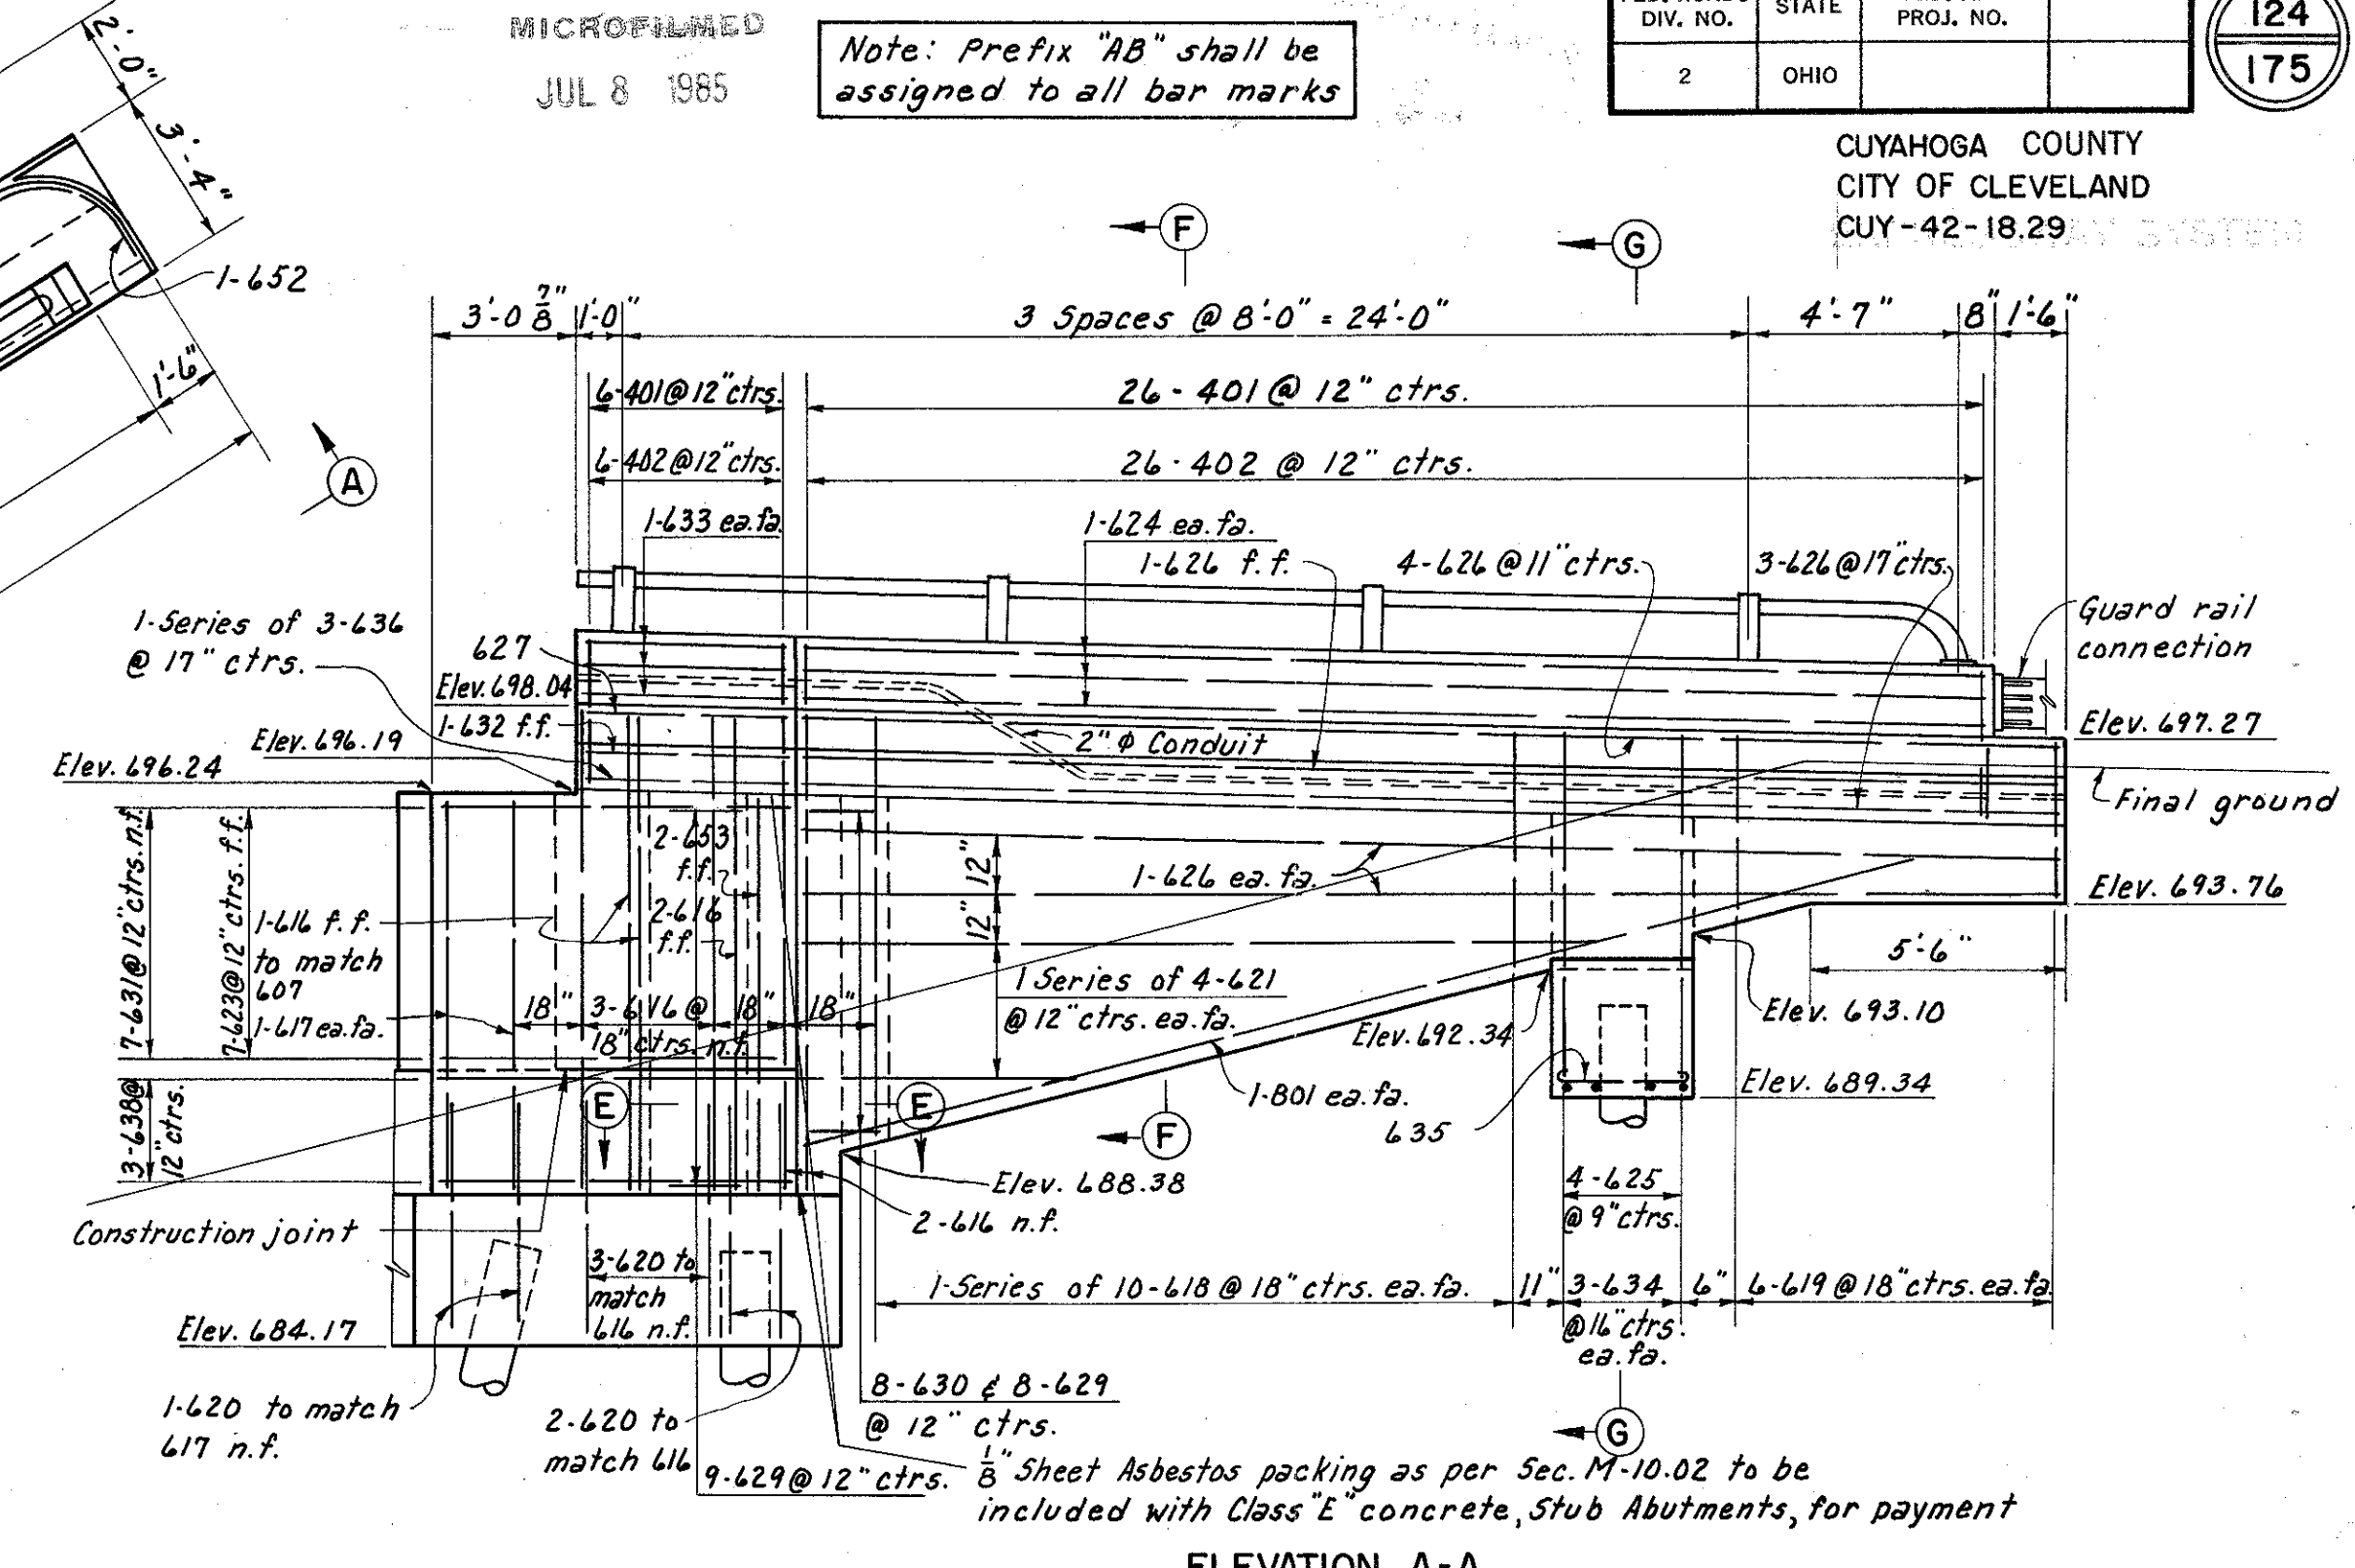 MICROFILMED
JUL 8 1985
Note: Prefix "AB" shall be
assigned to all bar marks
DIV. NO.
STATE
PROJ. NO.
2
OHIO
124
175
CUYAHOGA COUNTY
CITY OF CLEVELAND
CUY-42-18.29
SYSTEM
2'-0"
3'-4"
1-652
1'-6"
A
F
G
3'-0 7/8"
1'-0"
3 Spaces @ 8'-0" = 24'-0"
4'-7"
8"
1'-6"
6-401@12"ctrs.
26-401 @ 12" ctrs.
6-402@12"ctrs.
26-402 @ 12" ctrs.
1-633 ea.fa.
1-624 ea.fa.
1-626 f.f.
4-626 @ 11" ctrs.
3-626@17"ctrs.
Guard rail
connection
1-Series of 3-636
@ 17" ctrs.
627
Elev. 698.04
1-632 f.f.
Elev. 696.19
Elev. 696.24
2" φ Conduit
Elev. 697.27
Final ground
7-631@12"ctrs.n.f.
7-623@12"ctrs.f.f.
2-653
f.f.
12"
12"
1-626 ea.fa.
Elev. 693.76
1-616 f.f.
to match
607
2-616
f.f.
1-617 ea.fa.
18"
3-616 @
18" ctrs. n.f.
18"
18"
1 Series of 4-621
@ 12" ctrs. ea.fa.
5'-6"
Elev. 692.34
Elev. 693.10
3-638@
12"ctrs.
E
E
1-801 ea.fa.
Elev. 689.34
F
635
Elev. 688.38
2-616 n.f.
4-625
@ 9"ctrs.
Construction joint
3-620 to
match
616 n.f.
1-Series of 10-618 @ 18" ctrs. ea.fa.
11"
3-634
@16"ctrs.
ea.fa.
6"
6-619 @ 18"ctrs. ea.fa.
Elev. 684.17
1-620 to match
617 n.f.
2-620 to
match 616
8-630 & 8-629
@ 12" ctrs.
9-629@12" ctrs.
G
1/8" Sheet Asbestos packing as per Sec. M-10.02 to be
included with Class "E" concrete, Stub Abutments, for payment
ELEVATION A-A